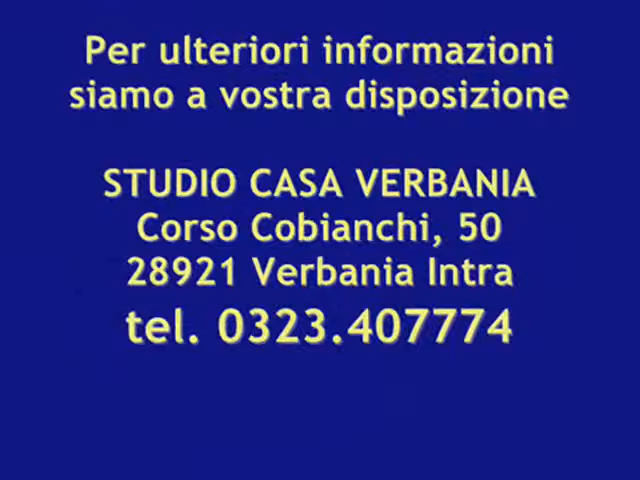 Per ulteriori informazioni
siamo a vostra disposizione
STUDIO CASA VERBANIA
Corso Cobianchi, 50
28921 Verbania Intra
tel. 0323.407774